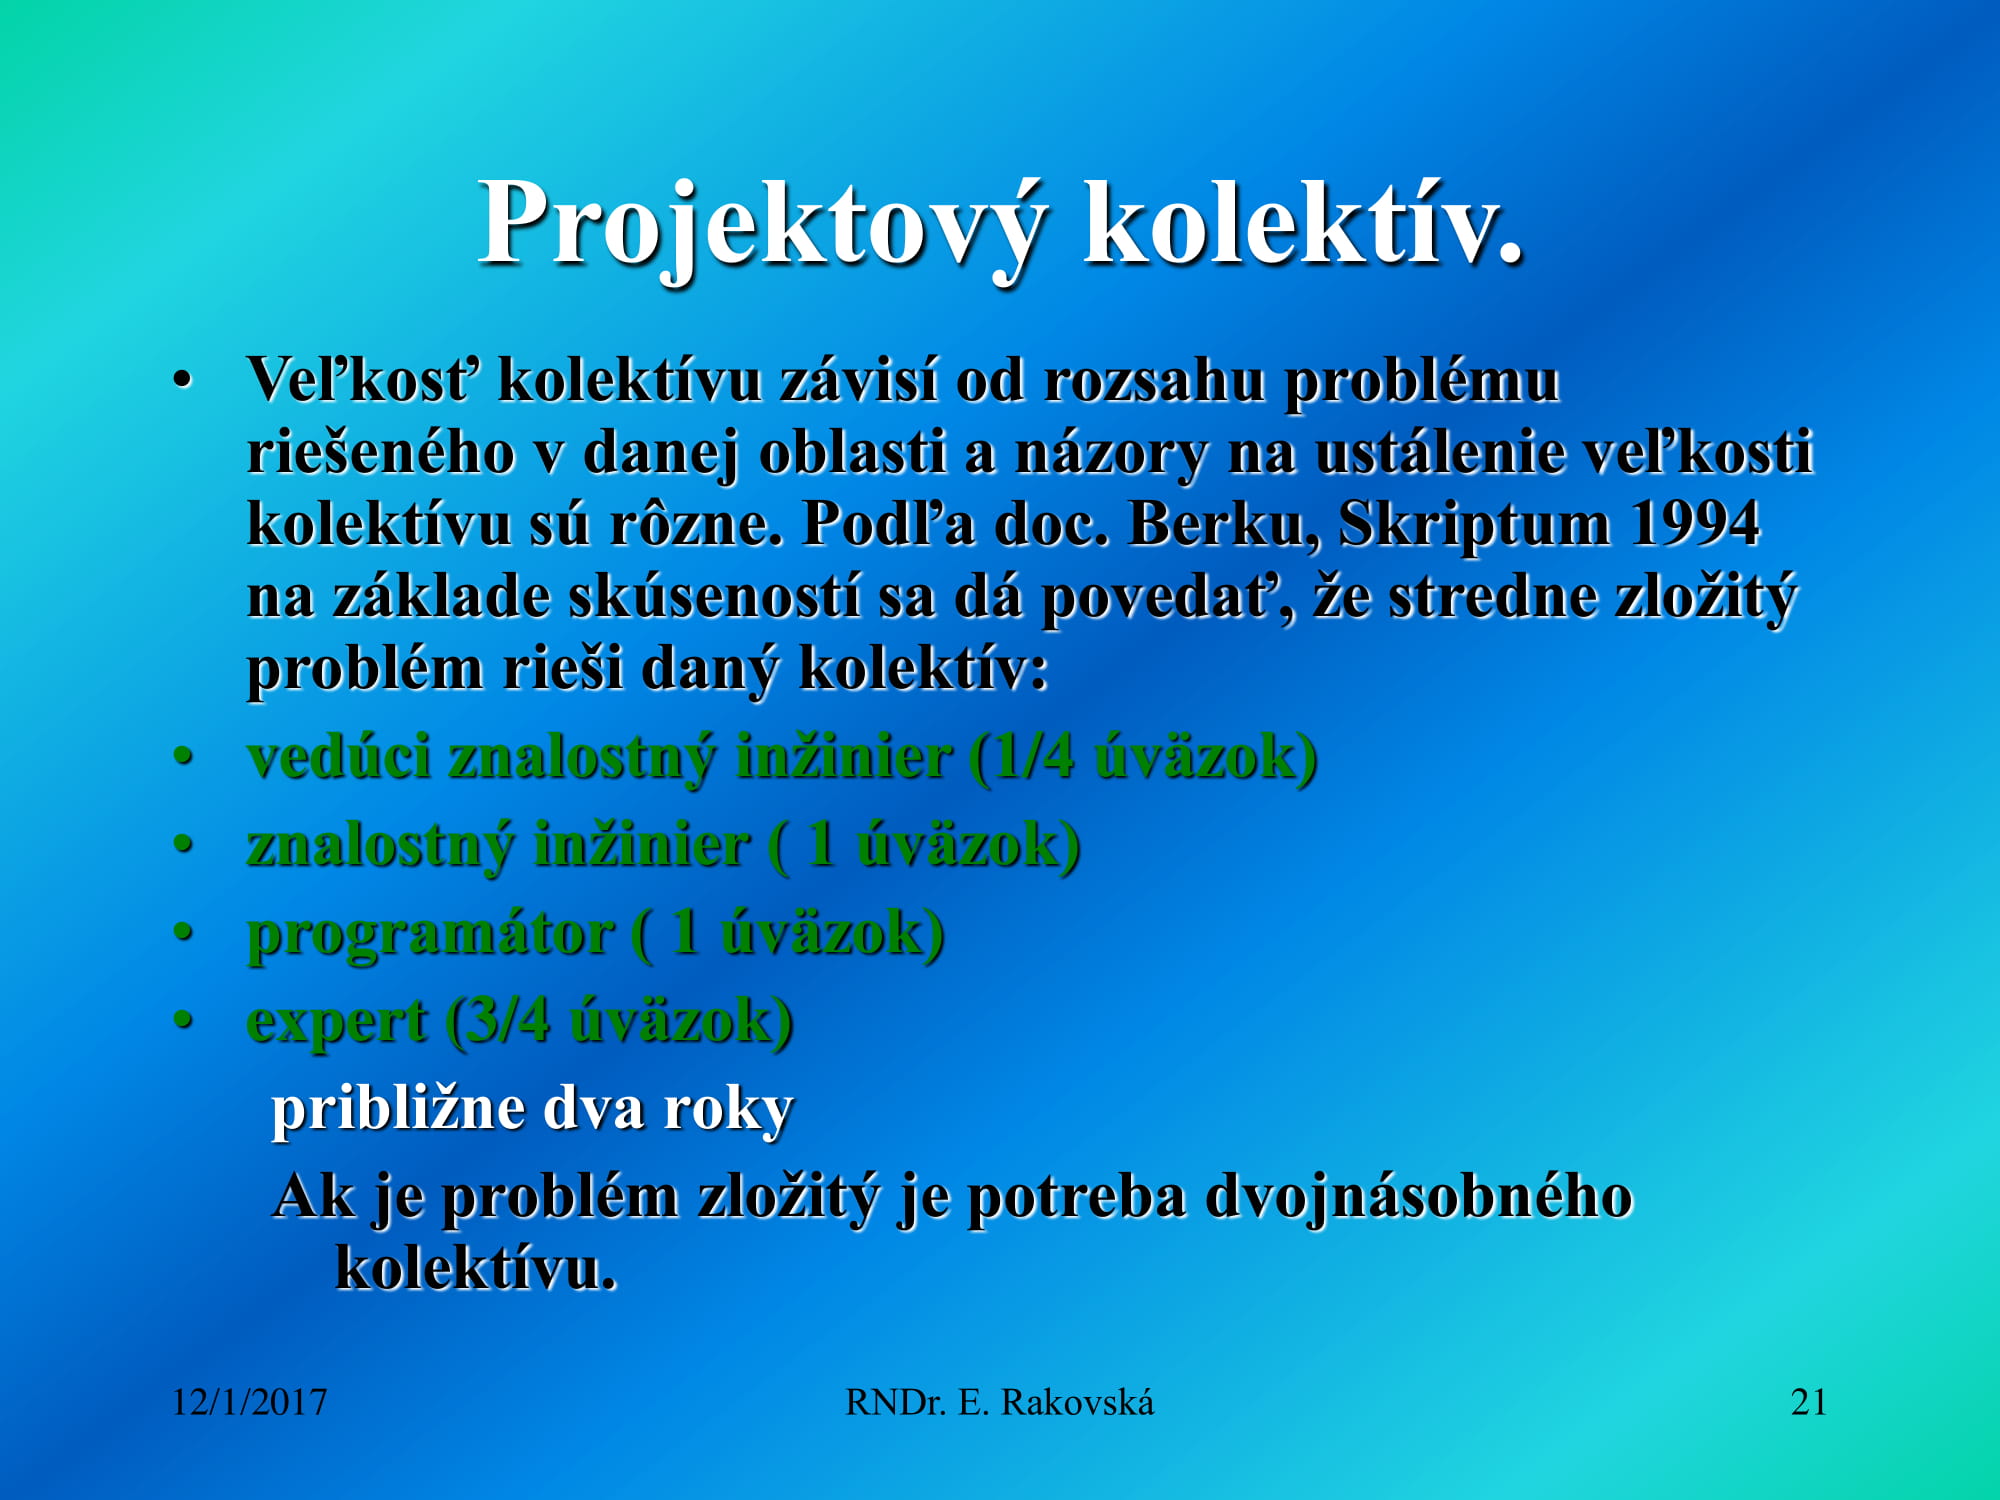 Projektový kolektív.
• Veľkosť kolektívu závisí od rozsahu problému
riešeného v danej oblasti a názory na ustálenie veľkosti
kolektívu sú rôzne. Podľa doc. Berku, Skriptum 1994
na základe skúseností sa dá povedať, že stredne zložitý
problém rieši daný kolektív:
• vedúci znalostný inžinier (1/4 úväzok)
• znalostný inžinier ( 1 úväzok)
• programátor ( 1 úväzok)
• expert (3/4 úväzok)
približne dva roky
Ak je problém zložitý je potreba dvojnásobného
kolektívu.
12/1/2017
RNDr. E. Rakovská
21